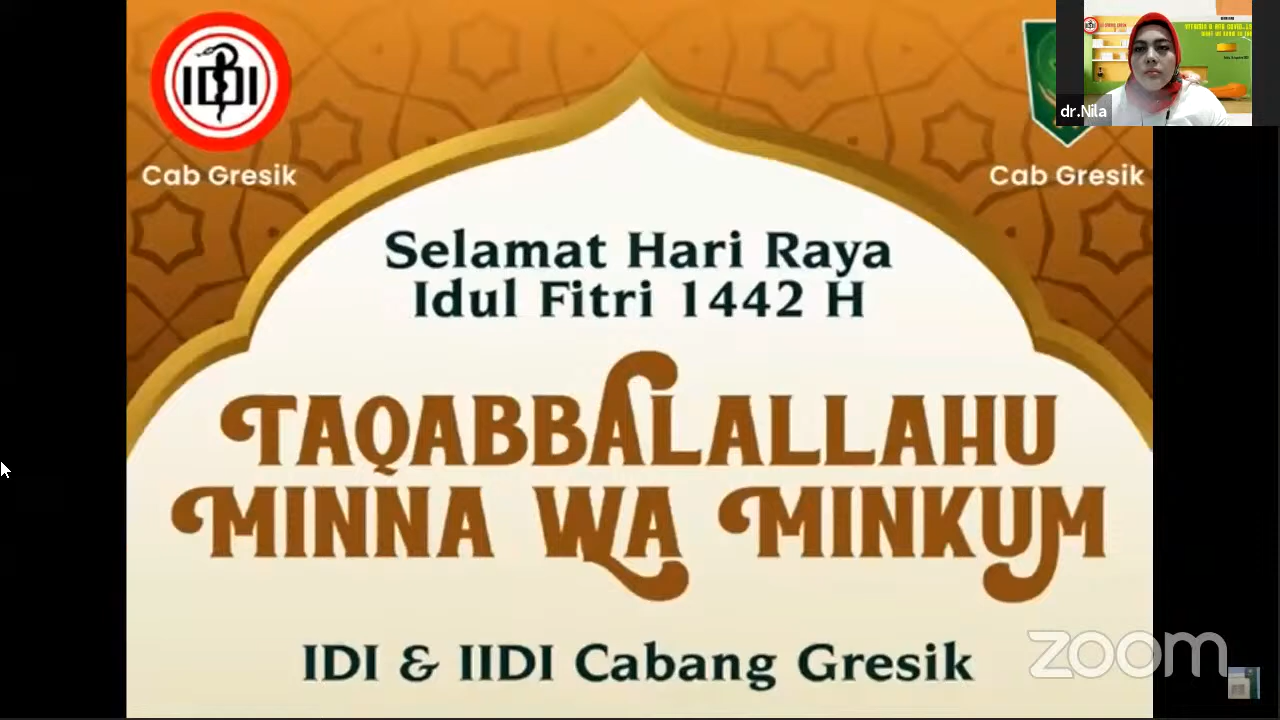 IDI
Cab Gresik
dr.Nila
Cab Gresik
Selamat Hari Raya
Idul Fitri 1442 H
TAQABBALALLAHU
MINNA WA MINKUM
IDI & IIDI Cabang Gresik
zoom